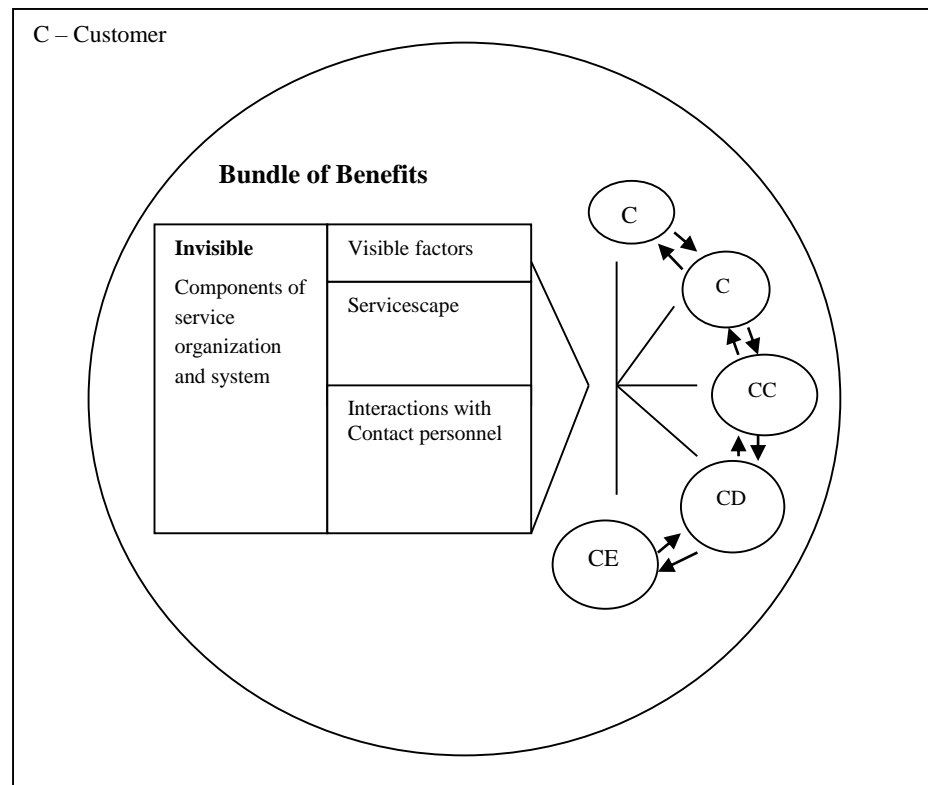 C – Customer
Bundle of Benefits
Invisible
Components of
service
organization
and system
Visible factors
Servicescape
Interactions with
Contact personnel
C
C
CC
CD
CE